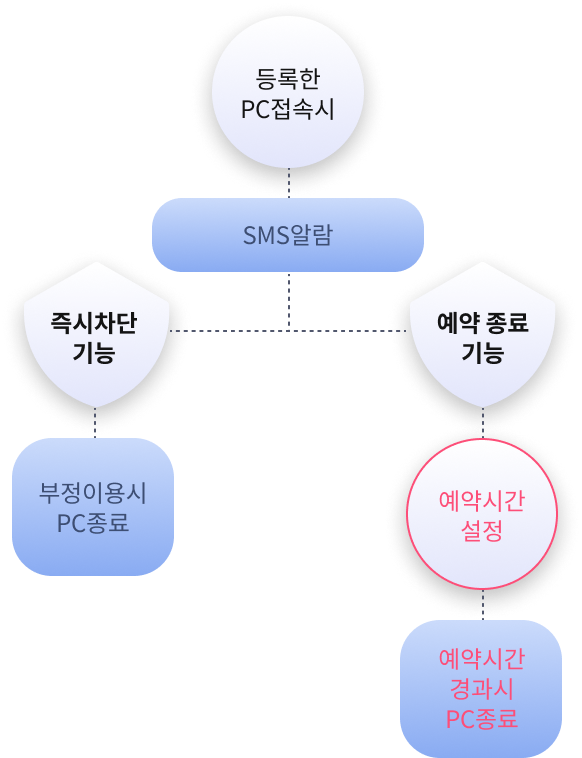 등록한
PC접속시
SMS알람
즉시차단
기능
예약 종료
기능
부정이용시
PC종료
예약시간
설정
예약시간
경과시
PC종료